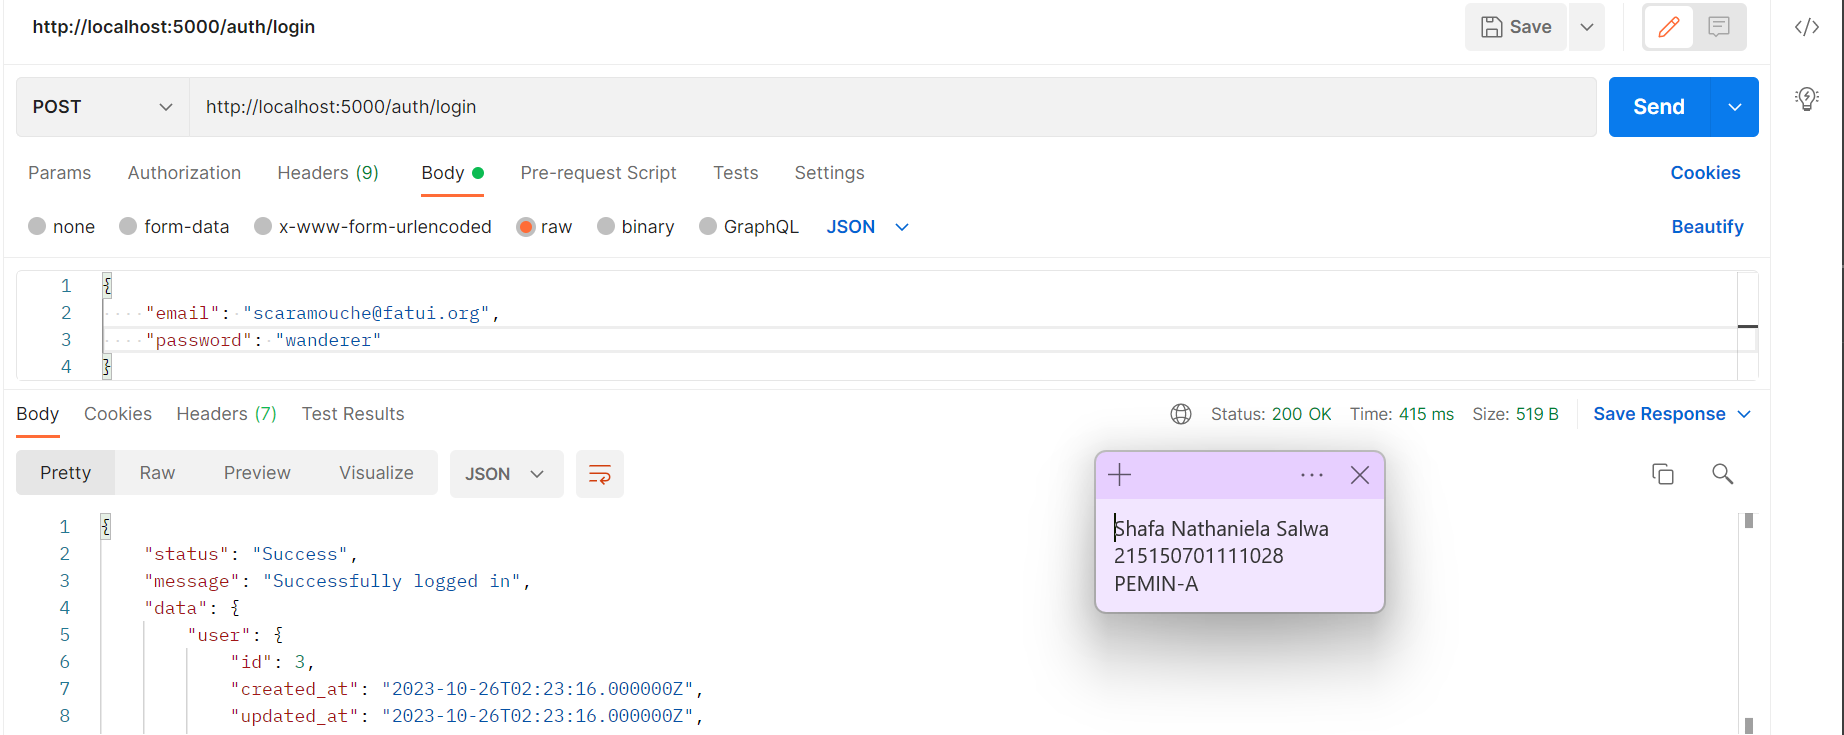 http://localhost:5000/auth/login
Save
POST
http://localhost:5000/auth/login
Send
Params Authorization Headers (9) Body Pre-request Script Tests Settings Cookies
none form-data x-www-form-urlencoded raw binary GraphQL JSON Beautify
1 {
2 "email": "scaramouche@fatui.org",
3 "password": "wanderer"
4 }
Body Cookies Headers (7) Test Results Status: 200 OK Time: 415 ms Size: 519 B Save Response
Pretty Raw Preview Visualize JSON
1 {
2 "status": "Success",
3 "message": "Successfully logged in",
4 "data": {
5 "user": {
6 "id": 3,
7 "created_at": "2023-10-26T02:23:16.000000Z",
8 "updated_at": "2023-10-26T02:23:16.000000Z",
Shafa Nathaniela Salwa
215150701111028
PEMIN-A